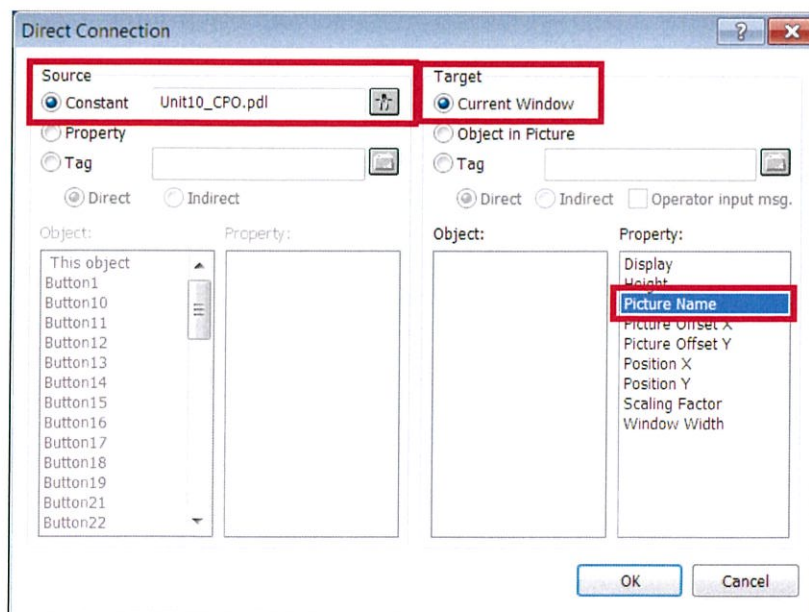 Direct Connection
Source
Constant Unit10_CPO.pdl
Property
Tag
Direct Indirect
Object: Property:
This object
Button1
Button10
Button11
Button12
Button13
Button14
Button15
Button16
Button17
Button18
Button19
Button21
Button22
Target
Current Window
Object in Picture
Tag
Direct Indirect Operator input msg.
Object: Property:
Display
Height
Picture Name
Picture Offset X
Picture Offset Y
Position X
Position Y
Scaling Factor
Window Width
OK Cancel